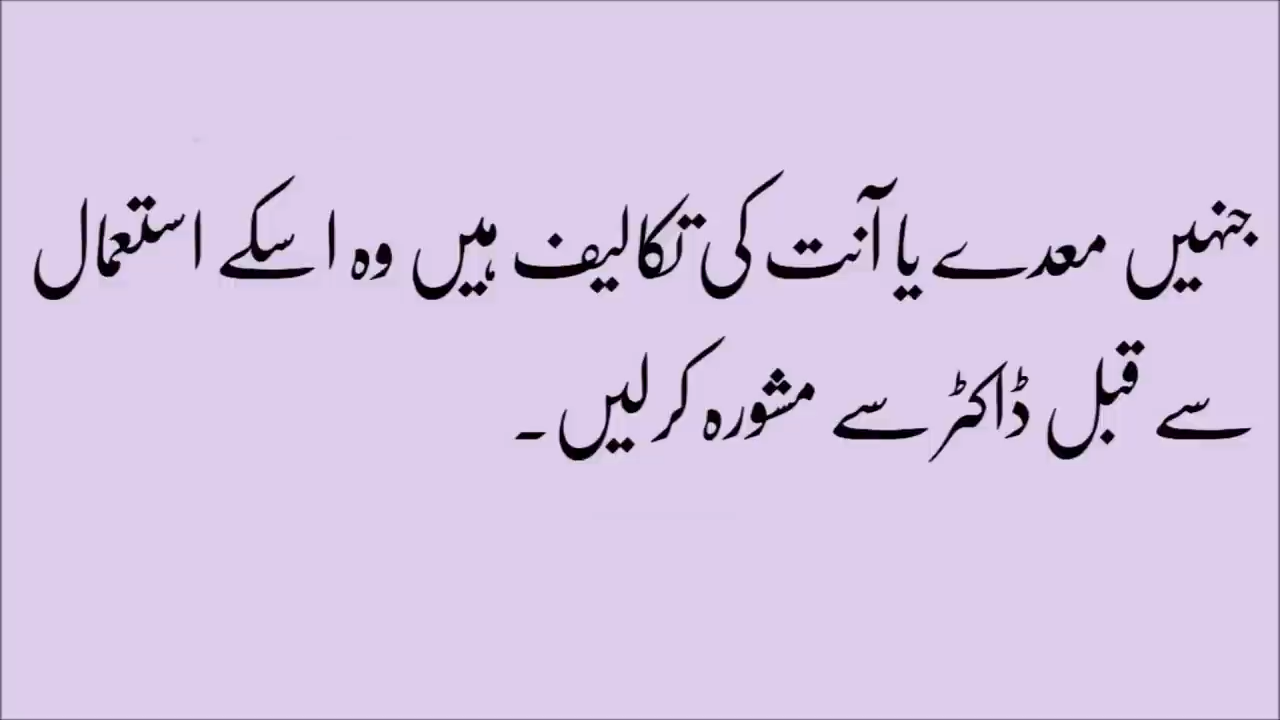 جنہیں معدے یا آنت کی تکالیف ہیں وہ اسکے استعمال
سے قبل ڈاکٹر سے مشورہ کرلیں۔